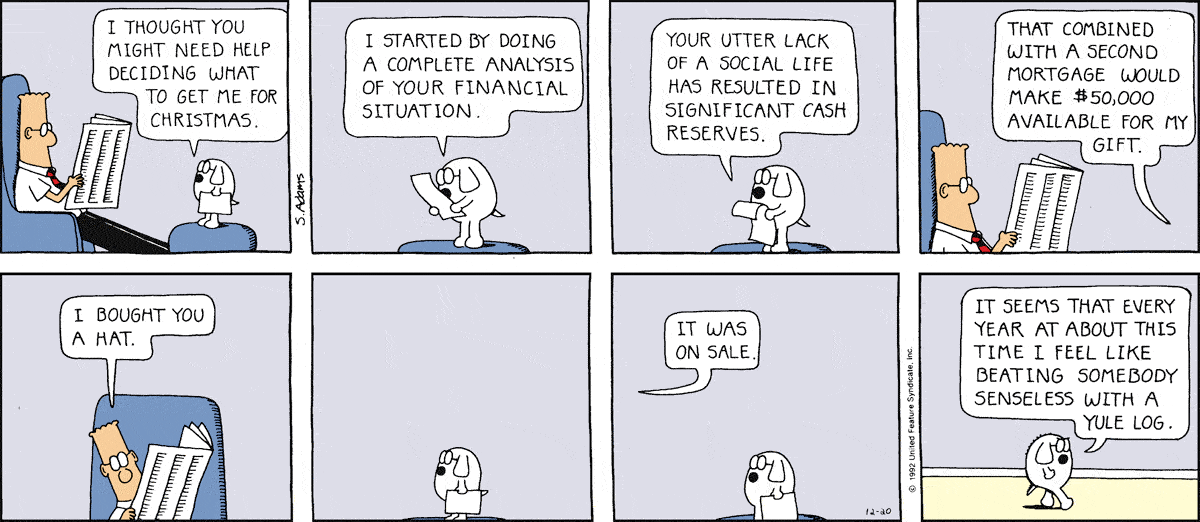 I THOUGHT YOU
MIGHT NEED HELP
DECIDING WHAT
TO GET ME FOR
CHRISTMAS.
S. Adams
I STARTED BY DOING
A COMPLETE ANALYSIS
OF YOUR FINANCIAL
SITUATION.
YOUR UTTER LACK
OF A SOCIAL LIFE
HAS RESULTED IN
SIGNIFICANT CASH
RESERVES.
THAT COMBINED
WITH A SECOND
MORTGAGE WOULD
MAKE $50,000
AVAILABLE FOR MY
GIFT.
I BOUGHT YOU
A HAT.
IT WAS
ON SALE.
12-20
© 1992 United Feature Syndicate, Inc.
IT SEEMS THAT EVERY
YEAR AT ABOUT THIS
TIME I FEEL LIKE
BEATING SOMEBODY
SENSELESS WITH A
YULE LOG.